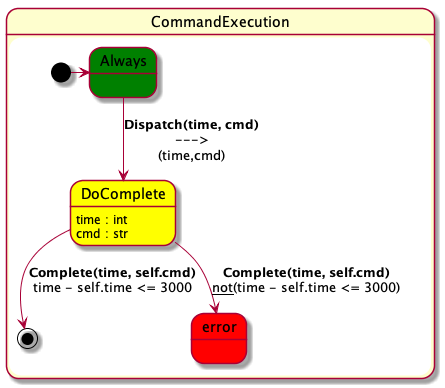 CommandExecution
Always
Dispatch(time, cmd)
--->
(time,cmd)
DoComplete
time : int
cmd : str
Complete(time, self.cmd)
time - self.time <= 3000
Complete(time, self.cmd)
not(time - self.time <= 3000)
error